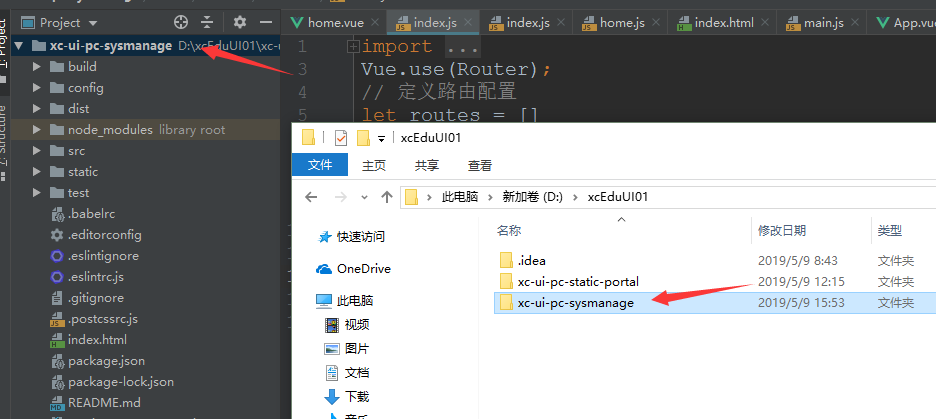 Project
home.vue
index.js
index.js
home.js
index.html
main.js
App.vue
1: Project
xc-ui-pc-sysmanage D:\xcEduUI01\xc-u
build
config
dist
node_modules library root
src
static
test
.babelrc
.editorconfig
.eslintignore
.eslintrc.js
.gitignore
.postcssrc.js
index.html
package.json
package-lock.json
README.md
7: Structure
1 import ...
3 Vue.use(Router);
4 // 定义路由配置
5 let routes = []
xcEduUI01
文件 主页 共享 查看
此电脑 > 新加卷 (D:) > xcEduUI01
快速访问
OneDrive
此电脑
视频
图片
文档
下载
音乐
名称 修改日期 类型
.idea 2019/5/9 8:43 文件夹
xc-ui-pc-static-portal 2019/5/9 12:15 文件夹
xc-ui-pc-sysmanage 2019/5/9 15:53 文件夹